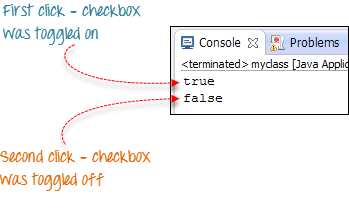 First click - checkbox
Was toggled on
Console
Problems
<terminated> myclass [Java Applic
true
false
Second click - checkbox
Was toggled off